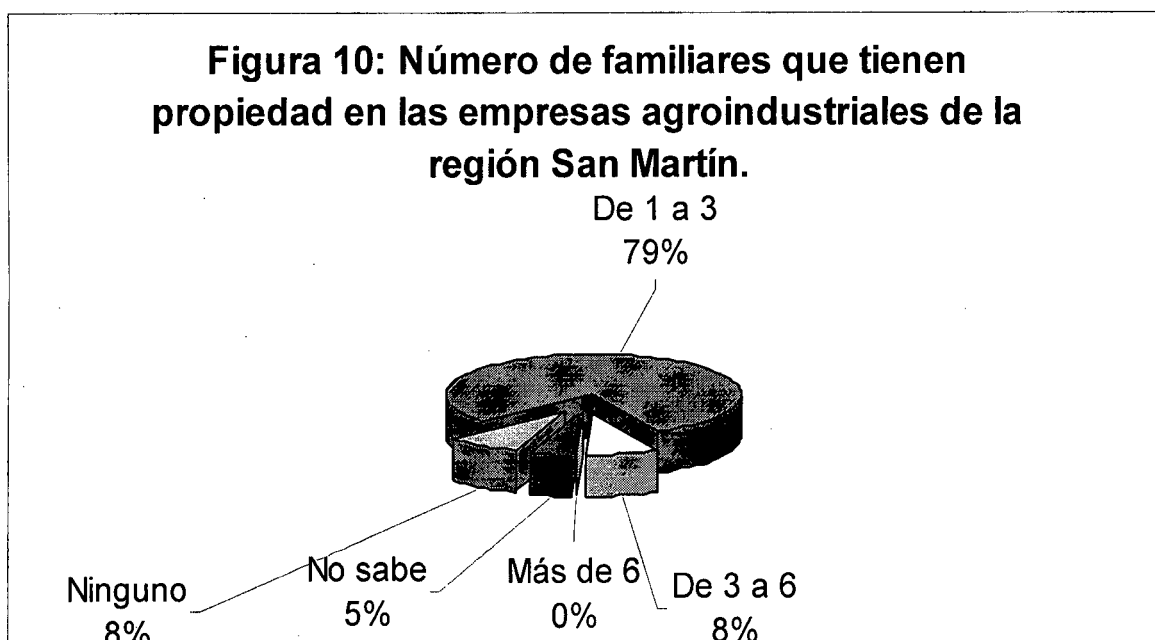 Figura 10: Número de familiares que tienen
propiedad en las empresas agroindustriales de la
región San Martín.
De 1 a 3
79%
Ninguno
8%
No sabe
5%
Más de 6
0%
De 3 a 6
8%